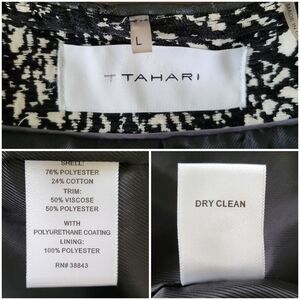 L
T TAHARI
SHELL:
76% POLYESTER
24% COTTON
TRIM:
50% VISCOSE
50% POLYESTER
WITH
POLYURETHANE COATING
LINING:
100% POLYESTER
RN# 38843
DRY CLEAN